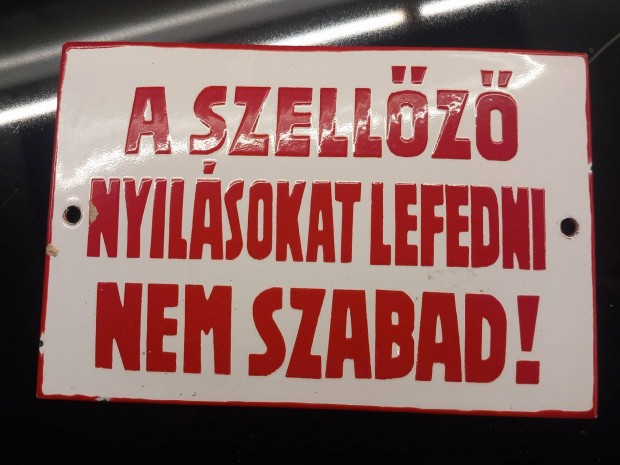 A SZELLŐZŐ
NYILÁSOKAT LEFEDNI
NEM SZABAD!